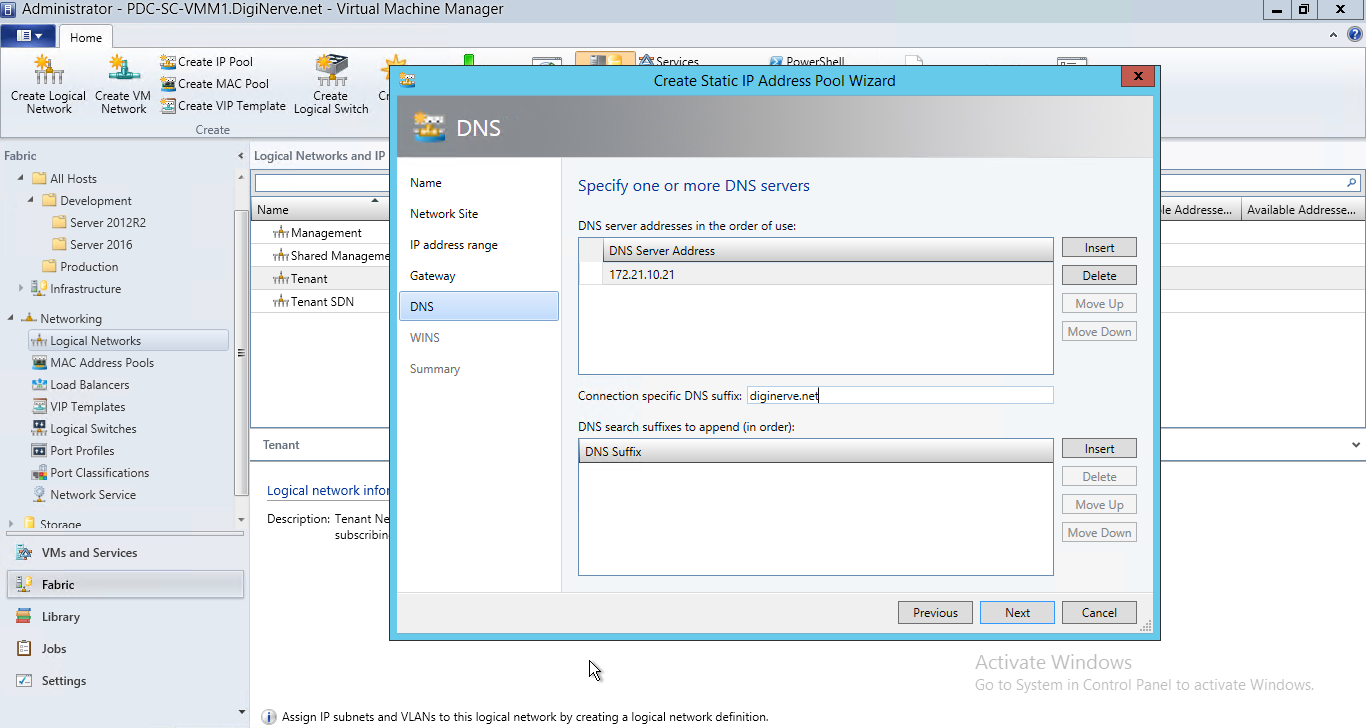 Administrator - PDC-SC-VMM1.DigiNerve.net - Virtual Machine Manager
Home
Create Logical Network
Create VM Network
Create IP Pool
Create MAC Pool
Create VIP Template
Create Logical Switch
Services
PowerShell
Create
Fabric
All Hosts
Development
Server 2012R2
Server 2016
Production
Infrastructure
Networking
Logical Networks
MAC Address Pools
Load Balancers
VIP Templates
Logical Switches
Port Profiles
Port Classifications
Network Service
Storage
VMs and Services
Fabric
Library
Jobs
Settings
Logical Networks and IP
Name
Available Addresse...
Management
Shared Manageme
Tenant
Tenant SDN
Tenant
Logical network infor
Description: Tenant Ne
subscribin
Assign IP subnets and VLANs to this logical network by creating a logical network definition.
Create Static IP Address Pool Wizard
x
DNS
Name
Network Site
IP address range
Gateway
DNS
WINS
Summary
Specify one or more DNS servers
DNS server addresses in the order of use:
DNS Server Address
172.21.10.21
Insert
Delete
Move Up
Move Down
Connection specific DNS suffix: diginerve.net
DNS search suffixes to append (in order):
DNS Suffix
Insert
Delete
Move Up
Move Down
Previous
Next
Cancel
Activate Windows
Go to System in Control Panel to activate Windows.